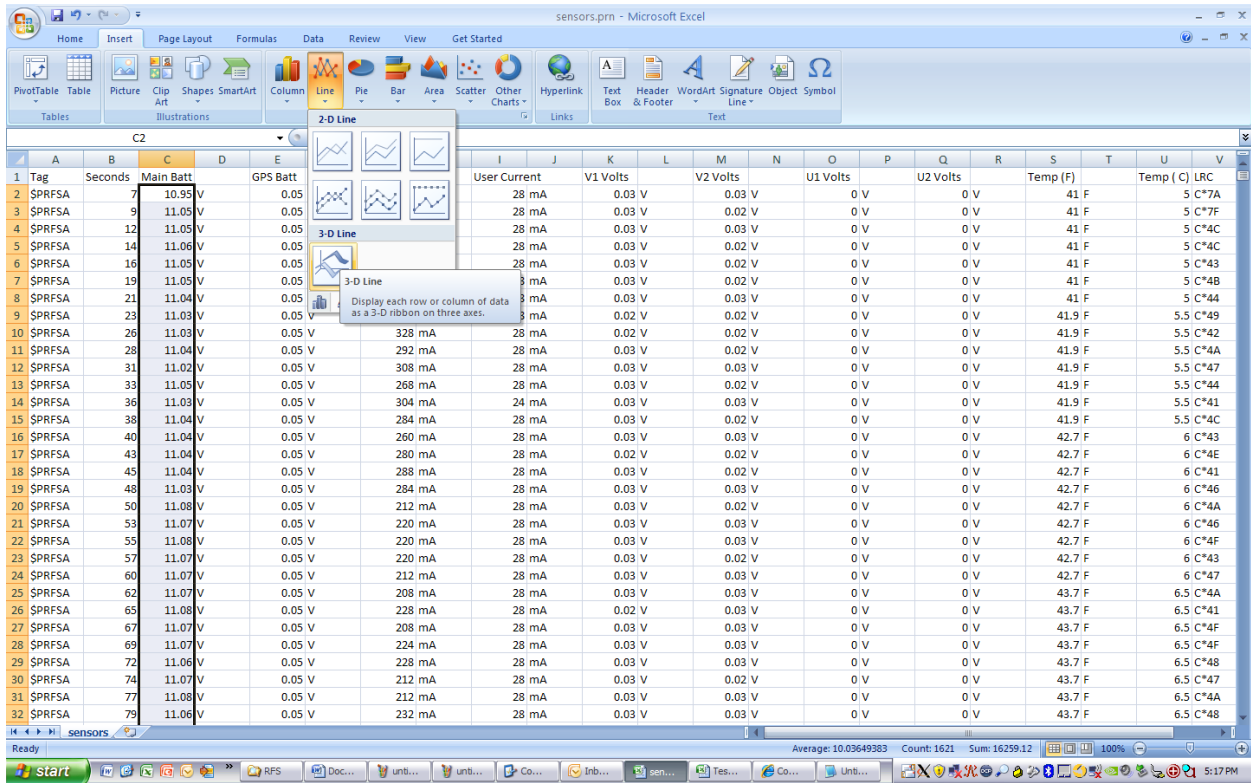 sensors.prn - Microsoft Excel
Home Insert Page Layout Formulas Data Review View Get Started
PivotTable Table Picture Clip Art Shapes SmartArt Column Line Pie Bar Area Scatter Other Charts Hyperlink Text Box Header & Footer WordArt Signature Line Object Symbol
Tables Illustrations Links Text
C2
2-D Line
3-D Line
3-D Line
Display each row or column of data
as a 3-D ribbon on three axes.
A B C D E I J K L M N O P Q R S T U V
1 Tag Seconds Main Batt GPS Batt User Current V1 Volts V2 Volts U1 Volts U2 Volts Temp (F) Temp ( C) LRC
2 $PRFSA 7 10.95 V 0.05 28 mA 0.03 V 0.03 V 0 V 0 V 41 F 5 C*7A
3 $PRFSA 9 11.05 V 0.05 28 mA 0.03 V 0.02 V 0 V 0 V 41 F 5 C*7F
4 $PRFSA 12 11.05 V 0.05 28 mA 0.03 V 0.03 V 0 V 0 V 41 F 5 C*4C
5 $PRFSA 14 11.06 V 0.05 28 mA 0.03 V 0.02 V 0 V 0 V 41 F 5 C*4C
6 $PRFSA 16 11.05 V 0.05 28 mA 0.03 V 0.02 V 0 V 0 V 41 F 5 C*43
7 $PRFSA 19 11.05 V 0.05 mA 0.03 V 0.02 V 0 V 0 V 41 F 5 C*4B
8 $PRFSA 21 11.04 V 0.05 mA 0.03 V 0.03 V 0 V 0 V 41 F 5 C*44
9 $PRFSA 23 11.03 V 0.05 V mA 0.02 V 0.03 V 0 V 0 V 41.9 F 5.5 C*49
10 $PRFSA 26 11.03 V 0.05 V 328 mA 28 mA 0.02 V 0.02 V 0 V 0 V 41.9 F 5.5 C*42
11 $PRFSA 28 11.04 V 0.05 V 292 mA 28 mA 0.03 V 0.02 V 0 V 0 V 41.9 F 5.5 C*4A
12 $PRFSA 31 11.02 V 0.05 V 308 mA 28 mA 0.03 V 0.03 V 0 V 0 V 41.9 F 5.5 C*47
13 $PRFSA 33 11.05 V 0.05 V 268 mA 28 mA 0.03 V 0.02 V 0 V 0 V 41.9 F 5.5 C*44
14 $PRFSA 36 11.03 V 0.05 V 304 mA 24 mA 0.03 V 0.03 V 0 V 0 V 41.9 F 5.5 C*41
15 $PRFSA 38 11.04 V 0.05 V 284 mA 28 mA 0.03 V 0.02 V 0 V 0 V 41.9 F 5.5 C*4C
16 $PRFSA 40 11.04 V 0.05 V 260 mA 28 mA 0.03 V 0.03 V 0 V 0 V 42.7 F 6 C*43
17 $PRFSA 43 11.04 V 0.05 V 280 mA 28 mA 0.02 V 0.02 V 0 V 0 V 42.7 F 6 C*4E
18 $PRFSA 45 11.04 V 0.05 V 288 mA 28 mA 0.03 V 0.02 V 0 V 0 V 42.7 F 6 C*41
19 $PRFSA 48 11.03 V 0.05 V 284 mA 28 mA 0.03 V 0.03 V 0 V 0 V 42.7 F 6 C*46
20 $PRFSA 50 11.08 V 0.05 V 212 mA 28 mA 0.03 V 0.02 V 0 V 0 V 42.7 F 6 C*4A
21 $PRFSA 53 11.07 V 0.05 V 220 mA 28 mA 0.03 V 0.03 V 0 V 0 V 42.7 F 6 C*46
22 $PRFSA 55 11.08 V 0.05 V 220 mA 28 mA 0.03 V 0.03 V 0 V 0 V 42.7 F 6 C*4F
23 $PRFSA 57 11.07 V 0.05 V 220 mA 28 mA 0.03 V 0.02 V 0 V 0 V 42.7 F 6 C*43
24 $PRFSA 60 11.07 V 0.05 V 212 mA 28 mA 0.03 V 0.03 V 0 V 0 V 42.7 F 6 C*47
25 $PRFSA 62 11.07 V 0.05 V 208 mA 28 mA 0.03 V 0.03 V 0 V 0 V 43.7 F 6.5 C*4A
26 $PRFSA 65 11.08 V 0.05 V 228 mA 28 mA 0.02 V 0.03 V 0 V 0 V 43.7 F 6.5 C*41
27 $PRFSA 67 11.07 V 0.05 V 208 mA 28 mA 0.03 V 0.03 V 0 V 0 V 43.7 F 6.5 C*4F
28 $PRFSA 69 11.07 V 0.05 V 224 mA 28 mA 0.03 V 0.03 V 0 V 0 V 43.7 F 6.5 C*4F
29 $PRFSA 72 11.06 V 0.05 V 228 mA 28 mA 0.03 V 0.03 V 0 V 0 V 43.7 F 6.5 C*48
30 $PRFSA 74 11.07 V 0.05 V 212 mA 28 mA 0.03 V 0.02 V 0 V 0 V 43.7 F 6.5 C*47
31 $PRFSA 77 11.08 V 0.05 V 212 mA 28 mA 0.03 V 0.03 V 0 V 0 V 43.7 F 6.5 C*4A
32 $PRFSA 79 11.06 V 0.05 V 232 mA 28 mA 0.03 V 0.03 V 0 V 0 V 43.7 F 6.5 C*48
sensors
Ready Average: 10.03649383 Count: 1621 Sum: 16259.12 100%
start RFS Doc... unti... unti... Co... Inb... sen... Tes... Co... Unti... 5:17PM